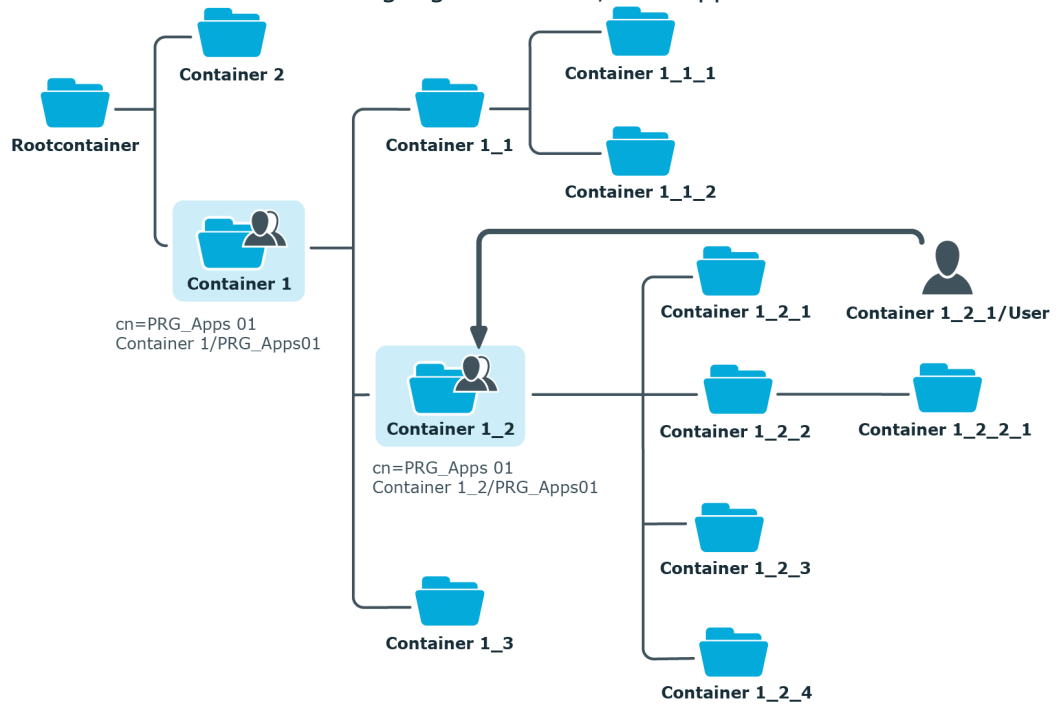 Container 2
Rootcontainer
Container 1
cn=PRG_Apps 01
Container 1/PRG_Apps01
Container 1_1
Container 1_1_1
Container 1_1_2
Container 1_2
cn=PRG_Apps 01
Container 1_2/PRG_Apps01
Container 1_3
Container 1_2_1
Container 1_2_1/User
Container 1_2_2
Container 1_2_2_1
Container 1_2_3
Container 1_2_4